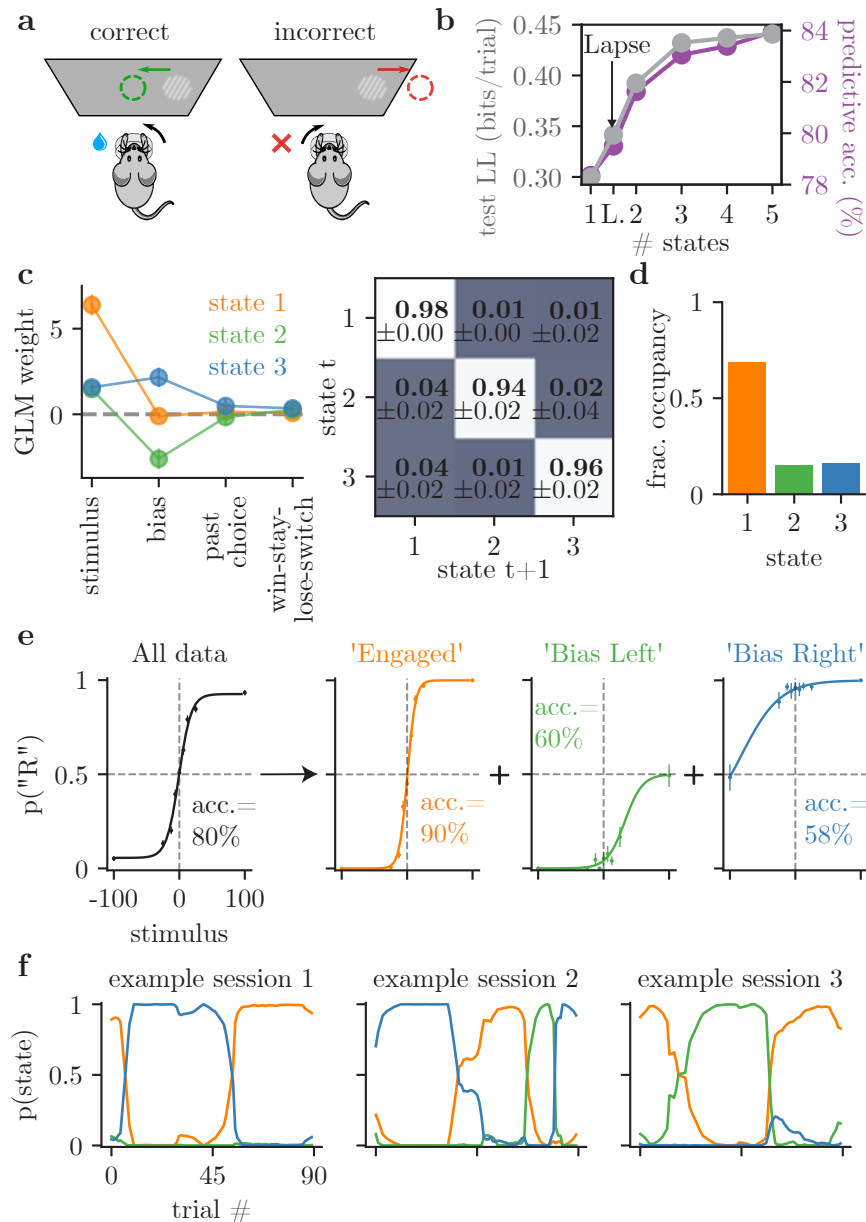 a
correct
incorrect
b
test LL (bits/trial)
0.45
0.40
0.35
0.30
Lapse
84
82
80
78
predictive acc. (%)
1 L. 2 3 4 5
# states
c
GLM weight
5
0
state 1
state 2
state 3
stimulus
bias
past
choice
win-stay-
lose-switch
state t
1
2
3
0.98 0.01 0.01
±0.00 ±0.00 ±0.02
0.04 0.94 0.02
±0.02 ±0.02 ±0.04
0.04 0.01 0.96
±0.02 ±0.02 ±0.02
1 2 3
state t+1
d
frac. occupancy
1
0.5
0
1 2 3
state
e
All data
'Engaged'
'Bias Left'
'Bias Right'
p("R")
1
0.5
0
acc.=
80%
acc.=
90%
acc.=
60%
acc.=
58%
+
+
-100 0 100
stimulus
f
example session 1
example session 2
example session 3
p(state)
1
0.5
0
0 45 90
trial #